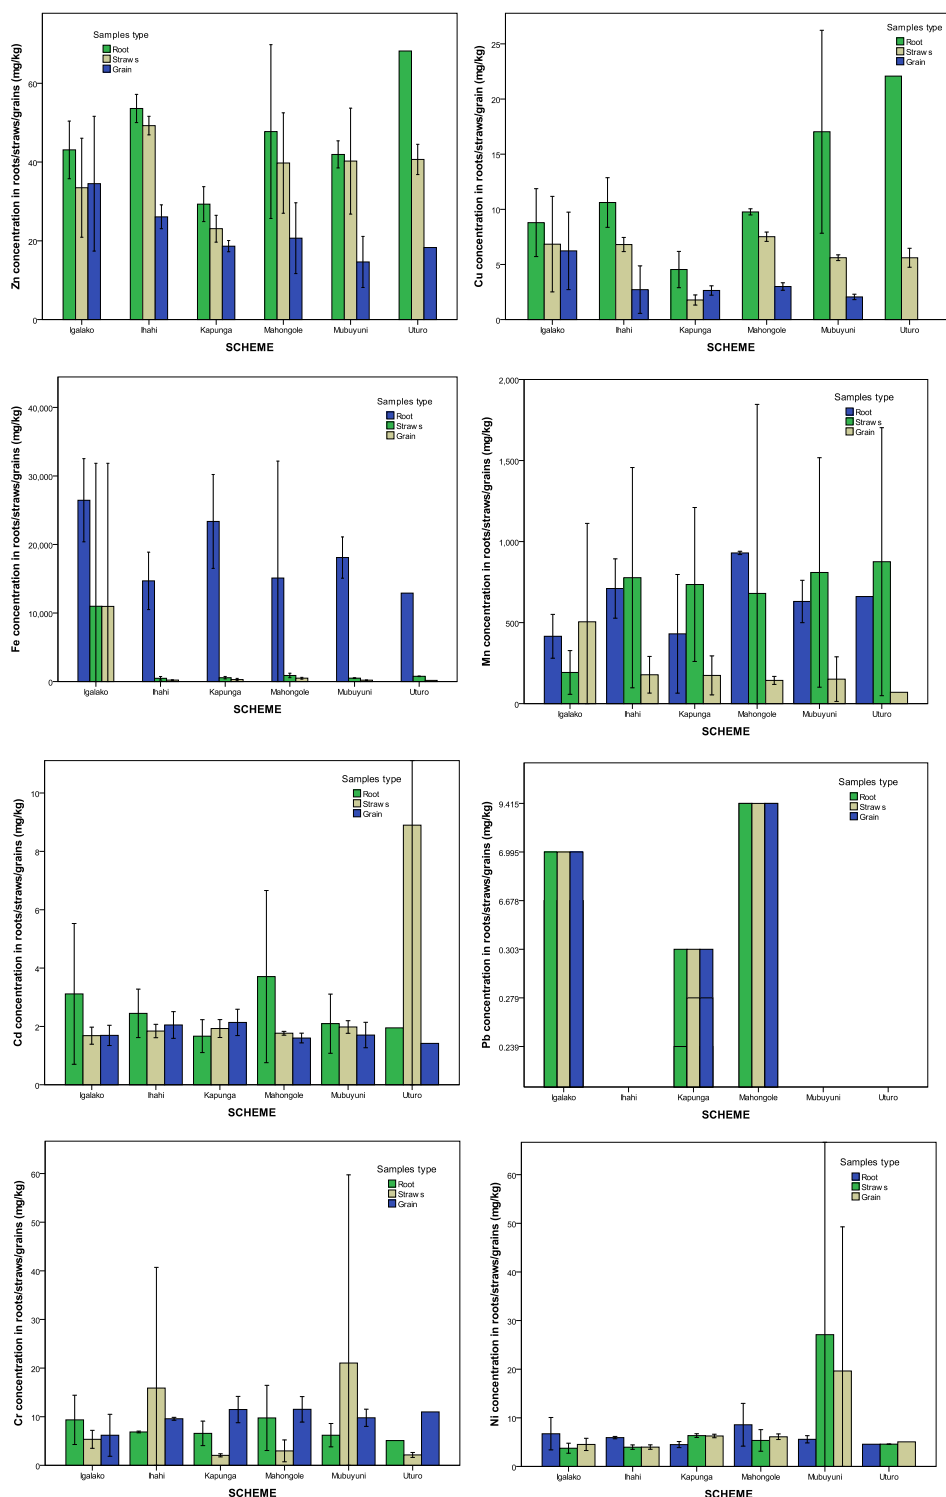 Zn concentration in roots/straws/grains (mg/kg)
Samples type
Root
Straws
Grain
60
40
20
0
Igalako Ihahi Kapunga Mahongole Mubuyuni Uturo
SCHEME
Cu concentration in roots/straws/grain (mg/kg)
Samples type
Root
Straws
Grain
25
20
15
10
5
0
Igalako Ihahi Kapunga Mahongole Mubuyuni Uturo
SCHEME
Fe concentration in roots/straws/grains (mg/kg)
Samples type
Root
Straws
Grain
40,000
30,000
20,000
10,000
0
Igalako Ihahi Kapunga Mahongole Mubuyuni Uturo
SCHEME
Mn concentration in roots/straws/grains (mg/kg)
Samples type
Root
Straws
Grain
2,000
1,500
1,000
500
0
Igalako Ihahi Kapunga Mahongole Mubuyuni Uturo
SCHEME
Cd concentration in roots/straws/grains (mg/kg)
Samples type
Root
Straws
Grain
10
8
6
4
2
0
Igalako Ihahi Kapunga Mahongole Mubuyuni Uturo
SCHEME
Pb concentration in roots/straws/grains (mg/kg)
Samples type
Root
Straws
Grain
9.415
6.995
6.678
0.303
0.279
0.239
Igalako Ihahi Kapunga Mahongole Mubuyuni Uturo
SCHEME
Cr concentration in roots/straws/grains (mg/kg)
Samples type
Root
Straws
Grain
60
50
40
30
20
10
0
Igalako Ihahi Kapunga Mahongole Mubuyuni Uturo
SCHEME
Ni concentration in roots/straws/grains (mg/kg)
Samples type
Root
Straws
Grain
60
50
40
30
20
10
0
Igalako Ihahi Kapunga Mahongole Mubuyuni Uturo
SCHEME